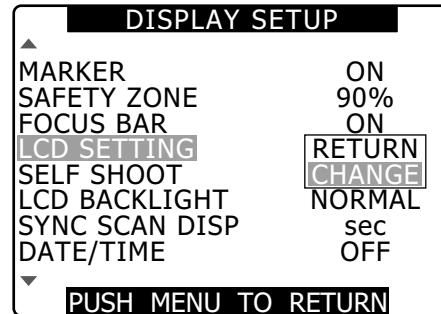 DISPLAY SETUP
MARKER ON
SAFETY ZONE 90%
FOCUS BAR ON
LCD SETTING RETURN
SELF SHOOT CHANGE
LCD BACKLIGHT NORMAL
SYNC SCAN DISP sec
DATE/TIME OFF
PUSH MENU TO RETURN